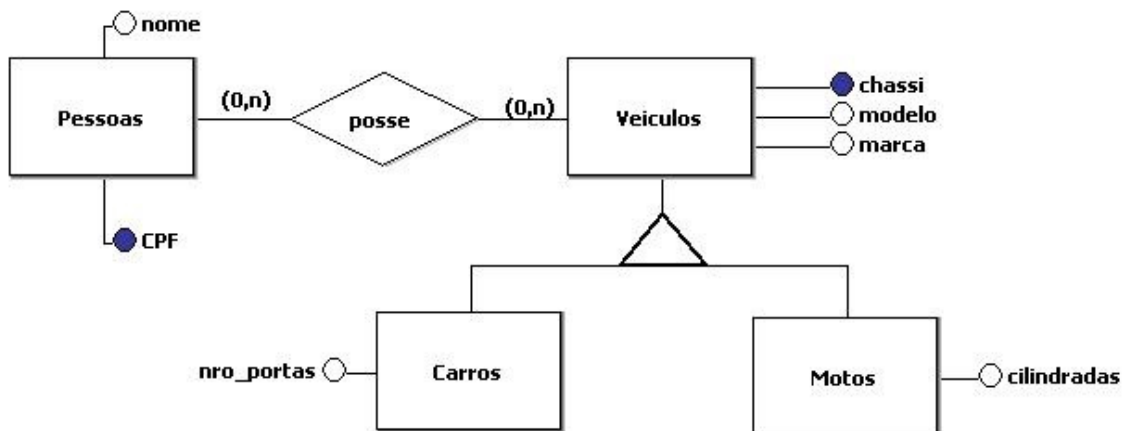 nome
Pessoas
(0,n)
posse
(0,n)
Veiculos
chassi
modelo
marca
CPF
nro_portas
Carros
Motos
cilindradas